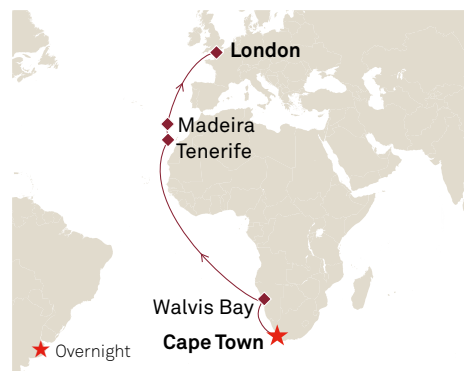 London
Madeira
Tenerife
Walvis Bay
Cape Town
Overnight